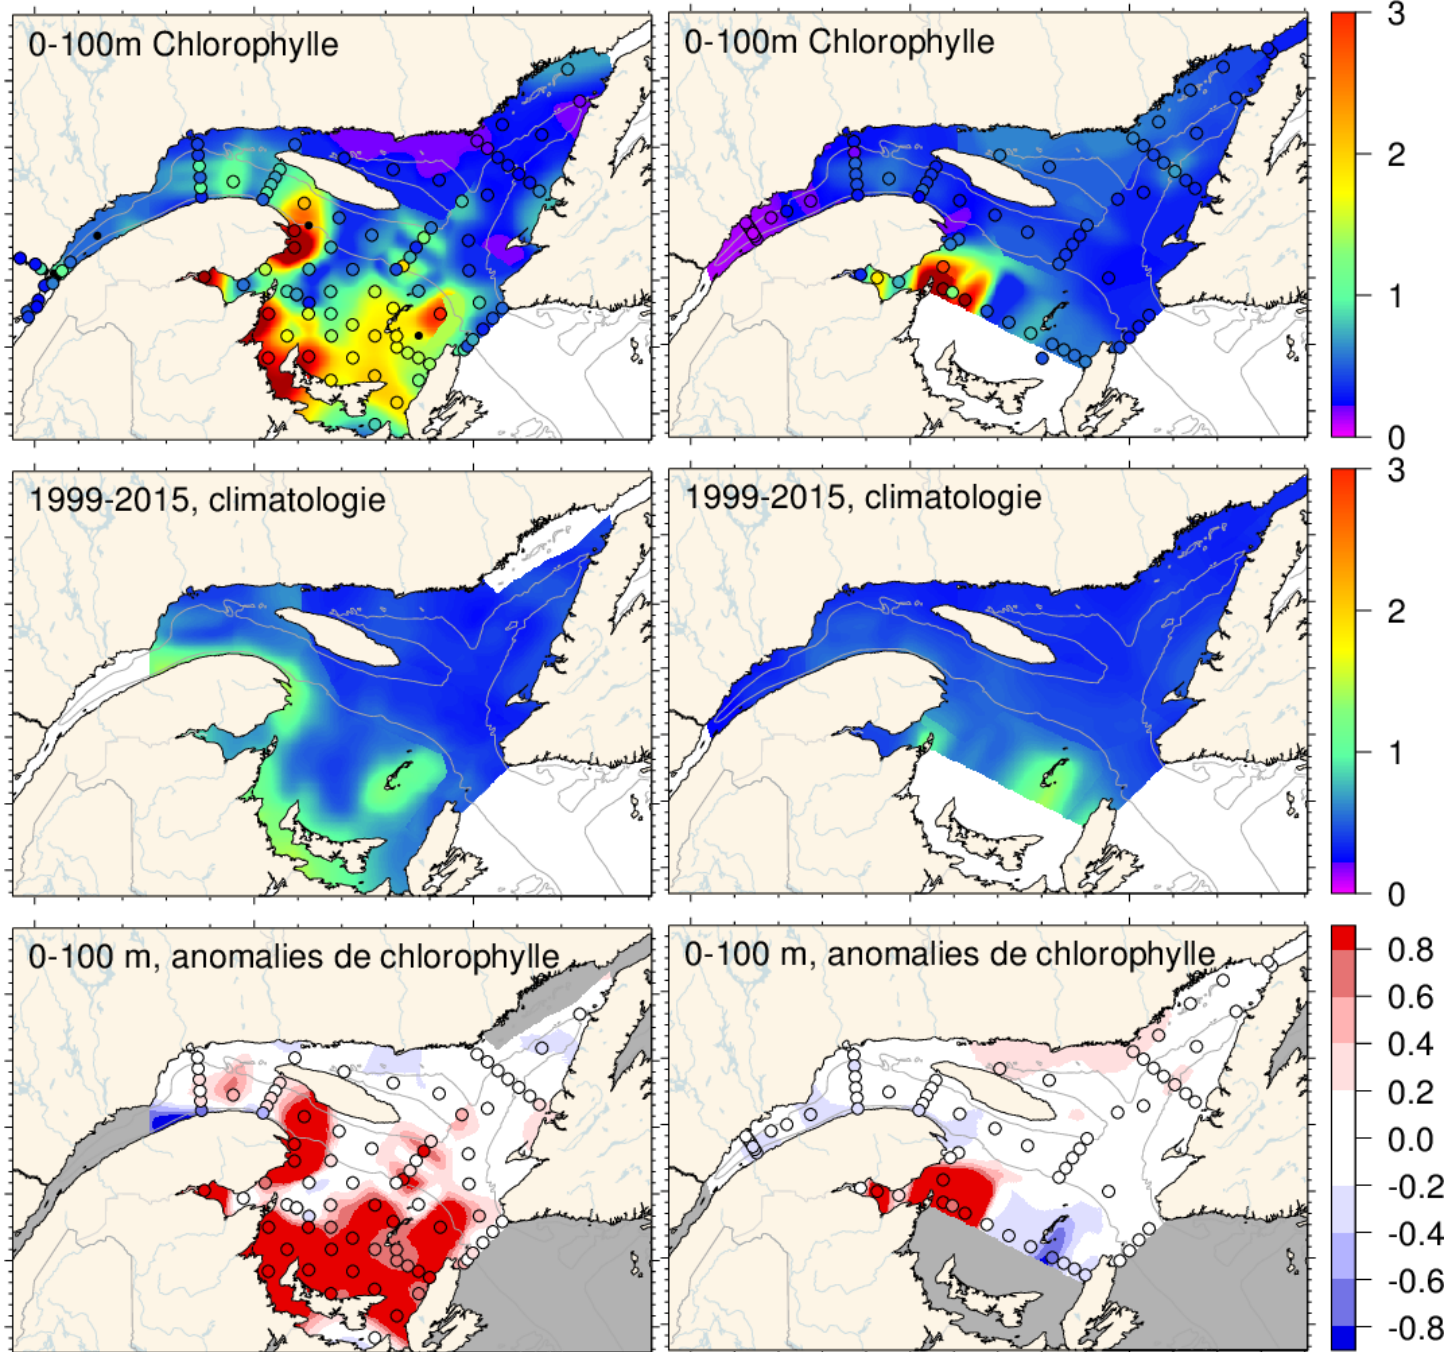 0-100m Chlorophylle
0-100m Chlorophylle
3
2
1
0
1999-2015, climatologie
1999-2015, climatologie
3
2
1
0
0-100 m, anomalies de chlorophylle
0-100 m, anomalies de chlorophylle
0.8
0.6
0.4
0.2
0.0
-0.2
-0.4
-0.6
-0.8